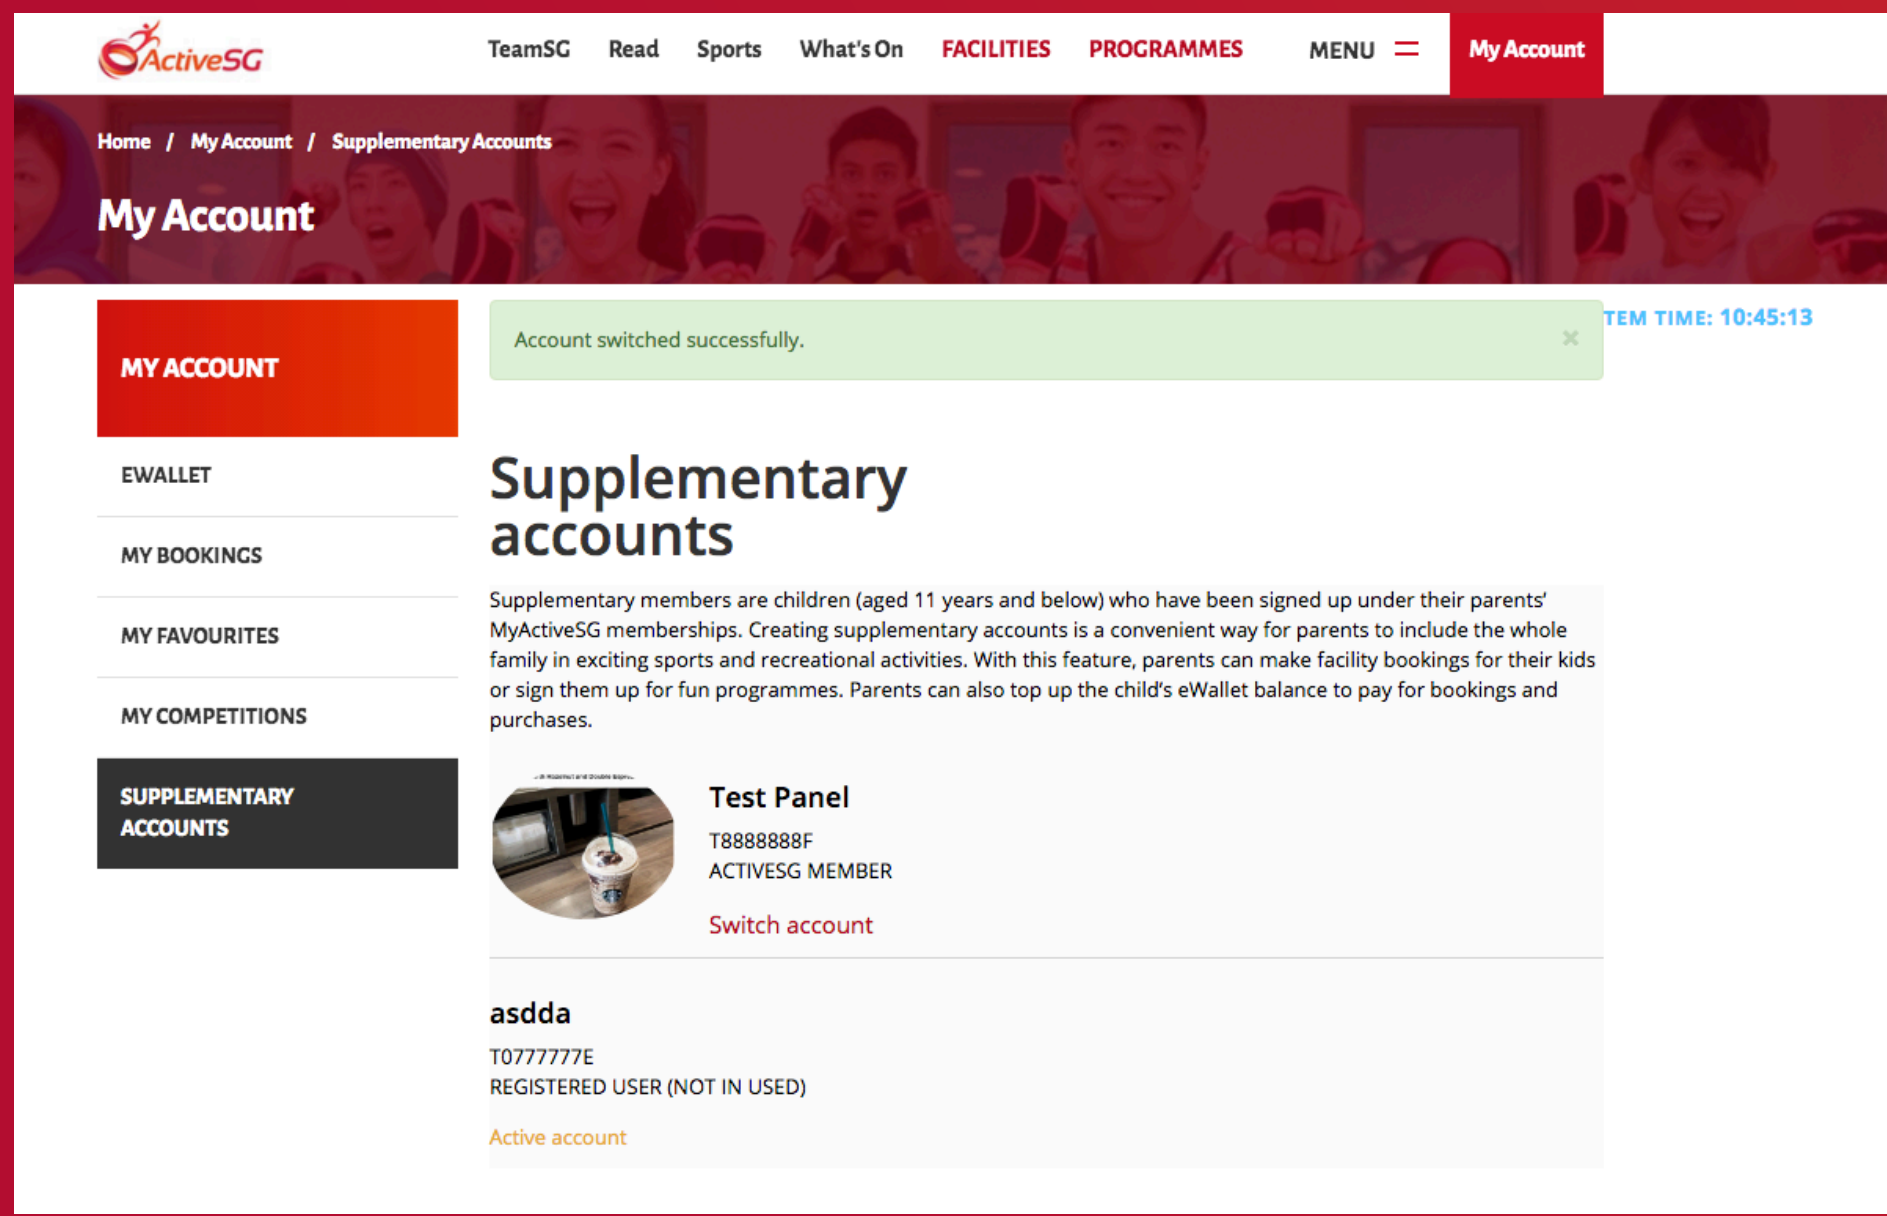 ActiveSG
TeamSG
Read
Sports
What's On
FACILITIES
PROGRAMMES
MENU
My Account
Home / My Account / Supplementary Accounts
My Account
TEM TIME: 10:45:13
MY ACCOUNT
EWALLET
MY BOOKINGS
MY FAVOURITES
MY COMPETITIONS
SUPPLEMENTARY
ACCOUNTS
Account switched successfully.
×
Supplementary
accounts
Supplementary members are children (aged 11 years and below) who have been signed up under their parents'
MyActiveSG memberships. Creating supplementary accounts is a convenient way for parents to include the whole
family in exciting sports and recreational activities. With this feature, parents can make facility bookings for their kids
or sign them up for fun programmes. Parents can also top up the child's eWallet balance to pay for bookings and
purchases.
Test Panel
T8888888F
ACTIVESG MEMBER
Switch account
asdda
T0777777E
REGISTERED USER (NOT IN USED)
Active account